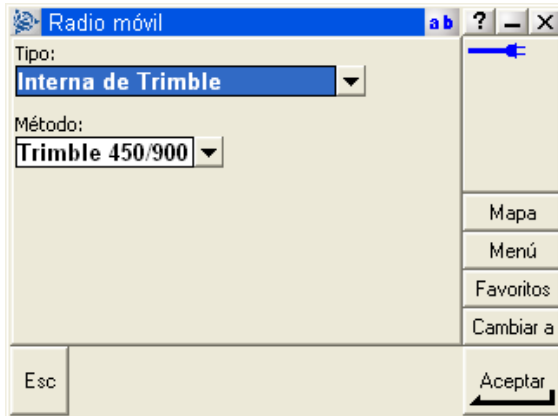 Radio móvil ab ? – X
Tipo:
Interna de Trimble
Método:
Trimble 450/900
Mapa
Menú
Favoritos
Cambiar a
Esc Aceptar